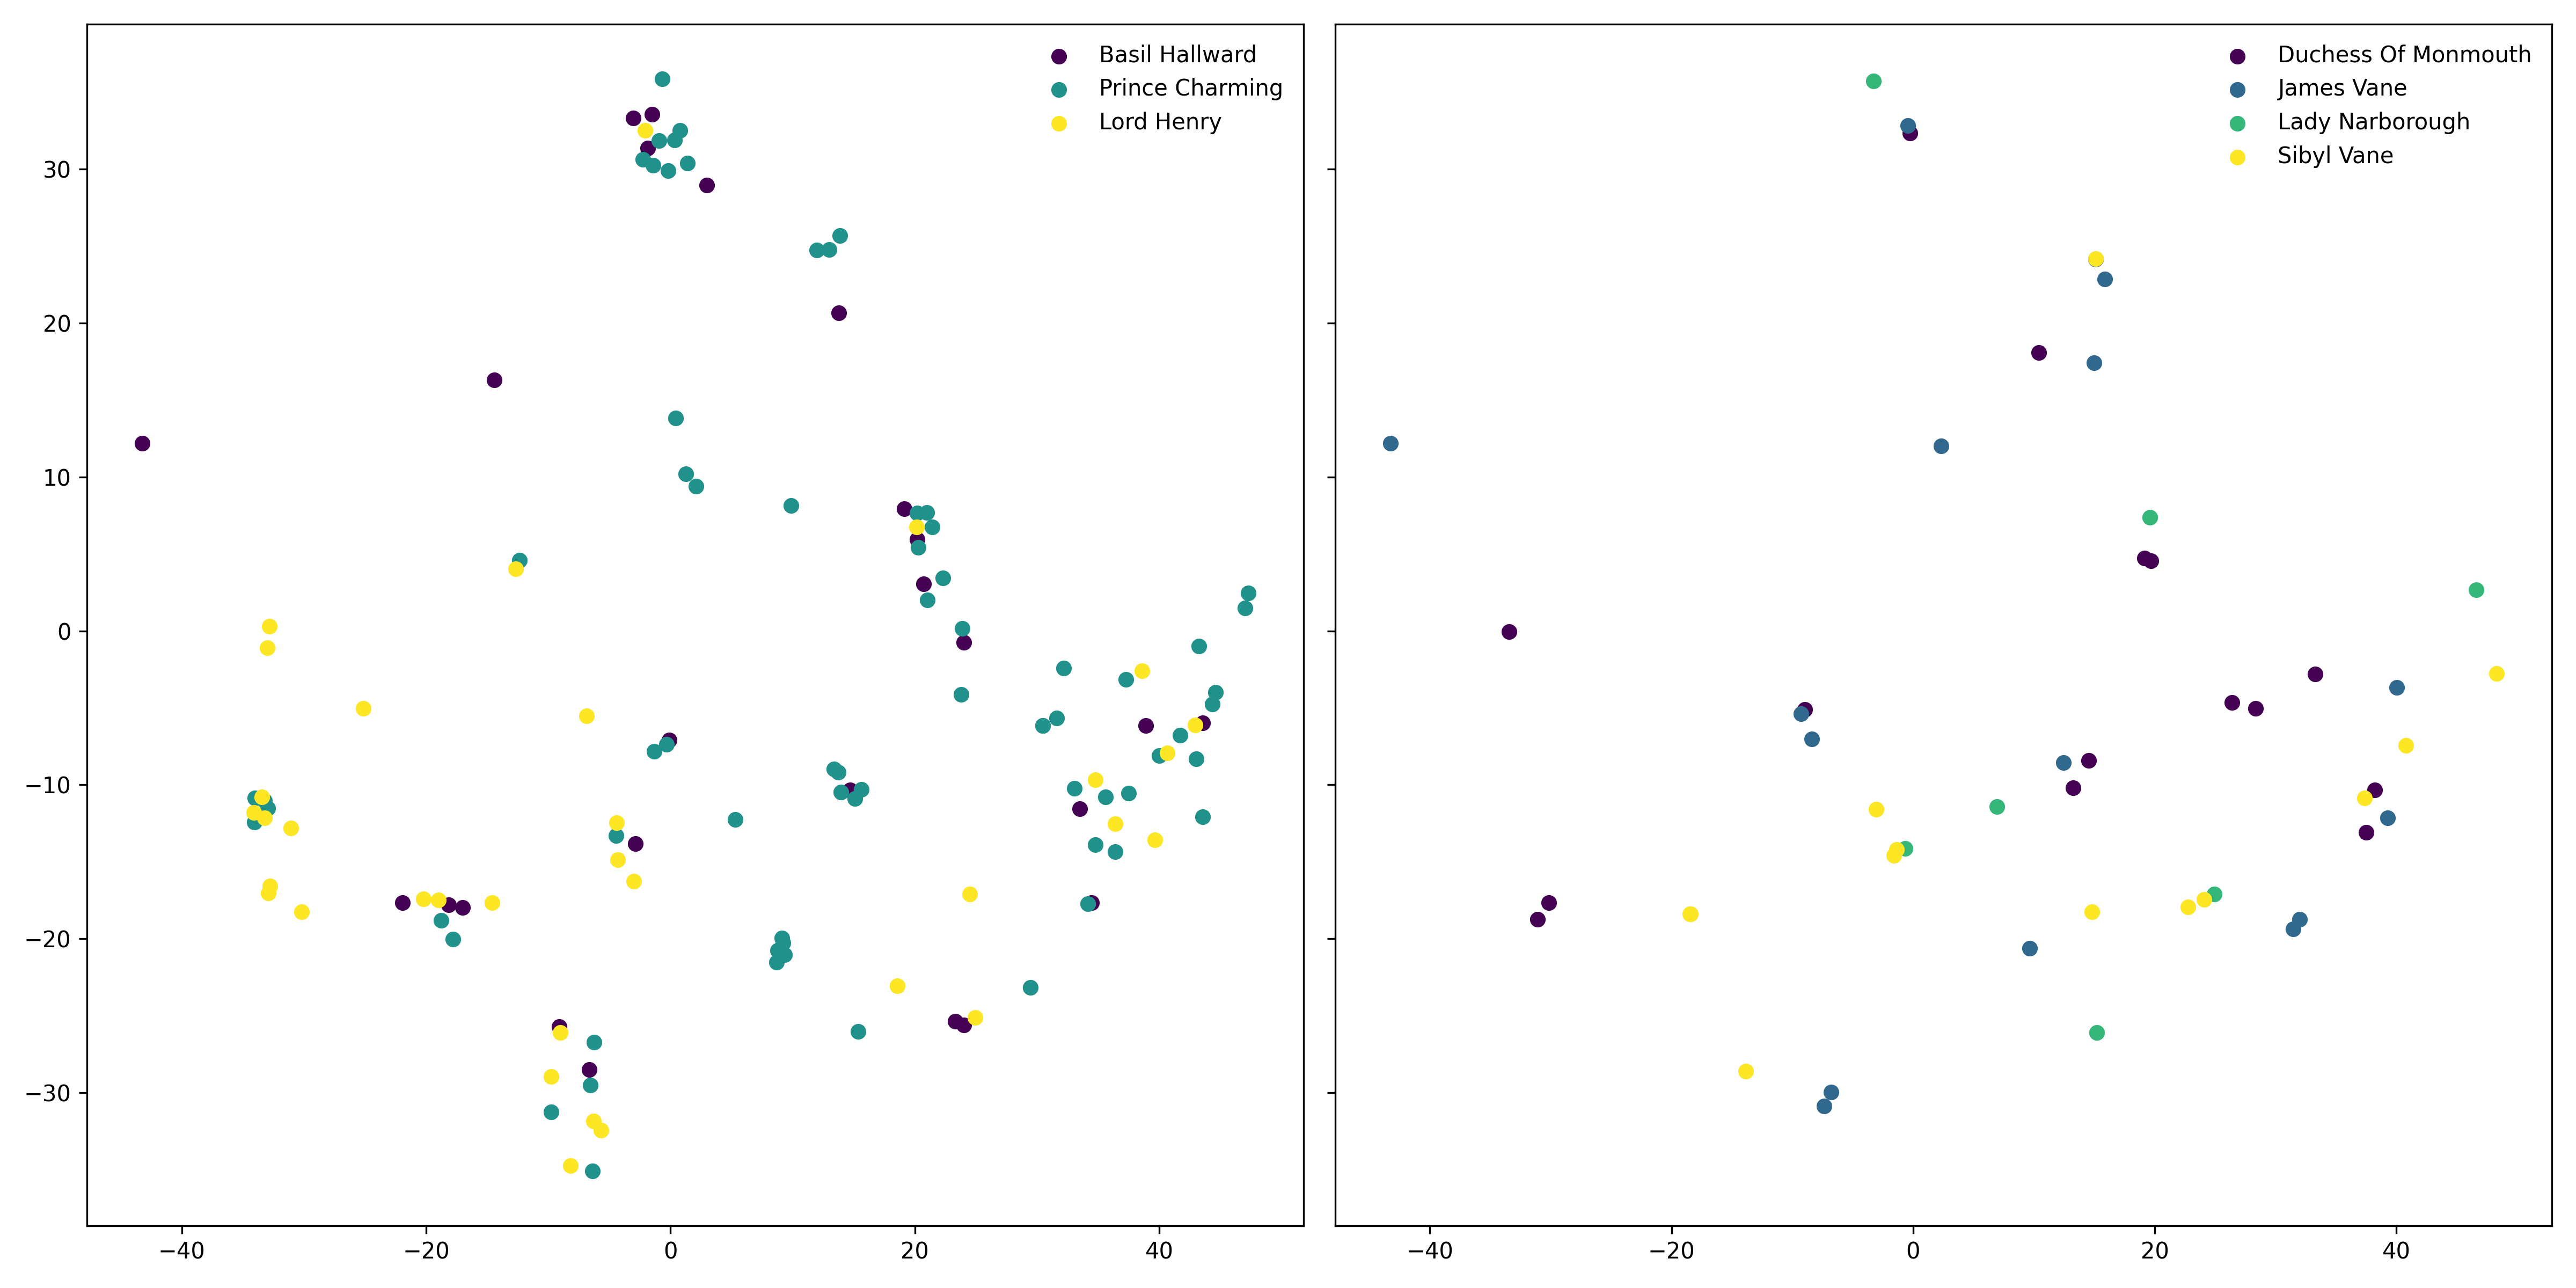 Basil Hallward
Prince Charming
Lord Henry
30
20
10
0
−10
−20
−30
−40
−20
0
20
40
Duchess Of Monmouth
James Vane
Lady Narborough
Sibyl Vane
−40
−20
0
20
40